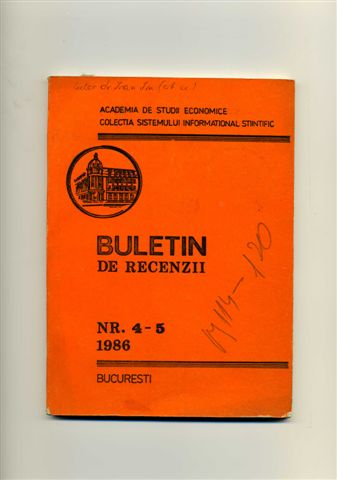 ACADEMIA DE STUDII ECONOMICE
COLECTIA SISTEMULUI INFORMATIONAL STIINTIFIC
BULETIN
DE RECENZII
NR. 4-5
1986
BUCURESTI